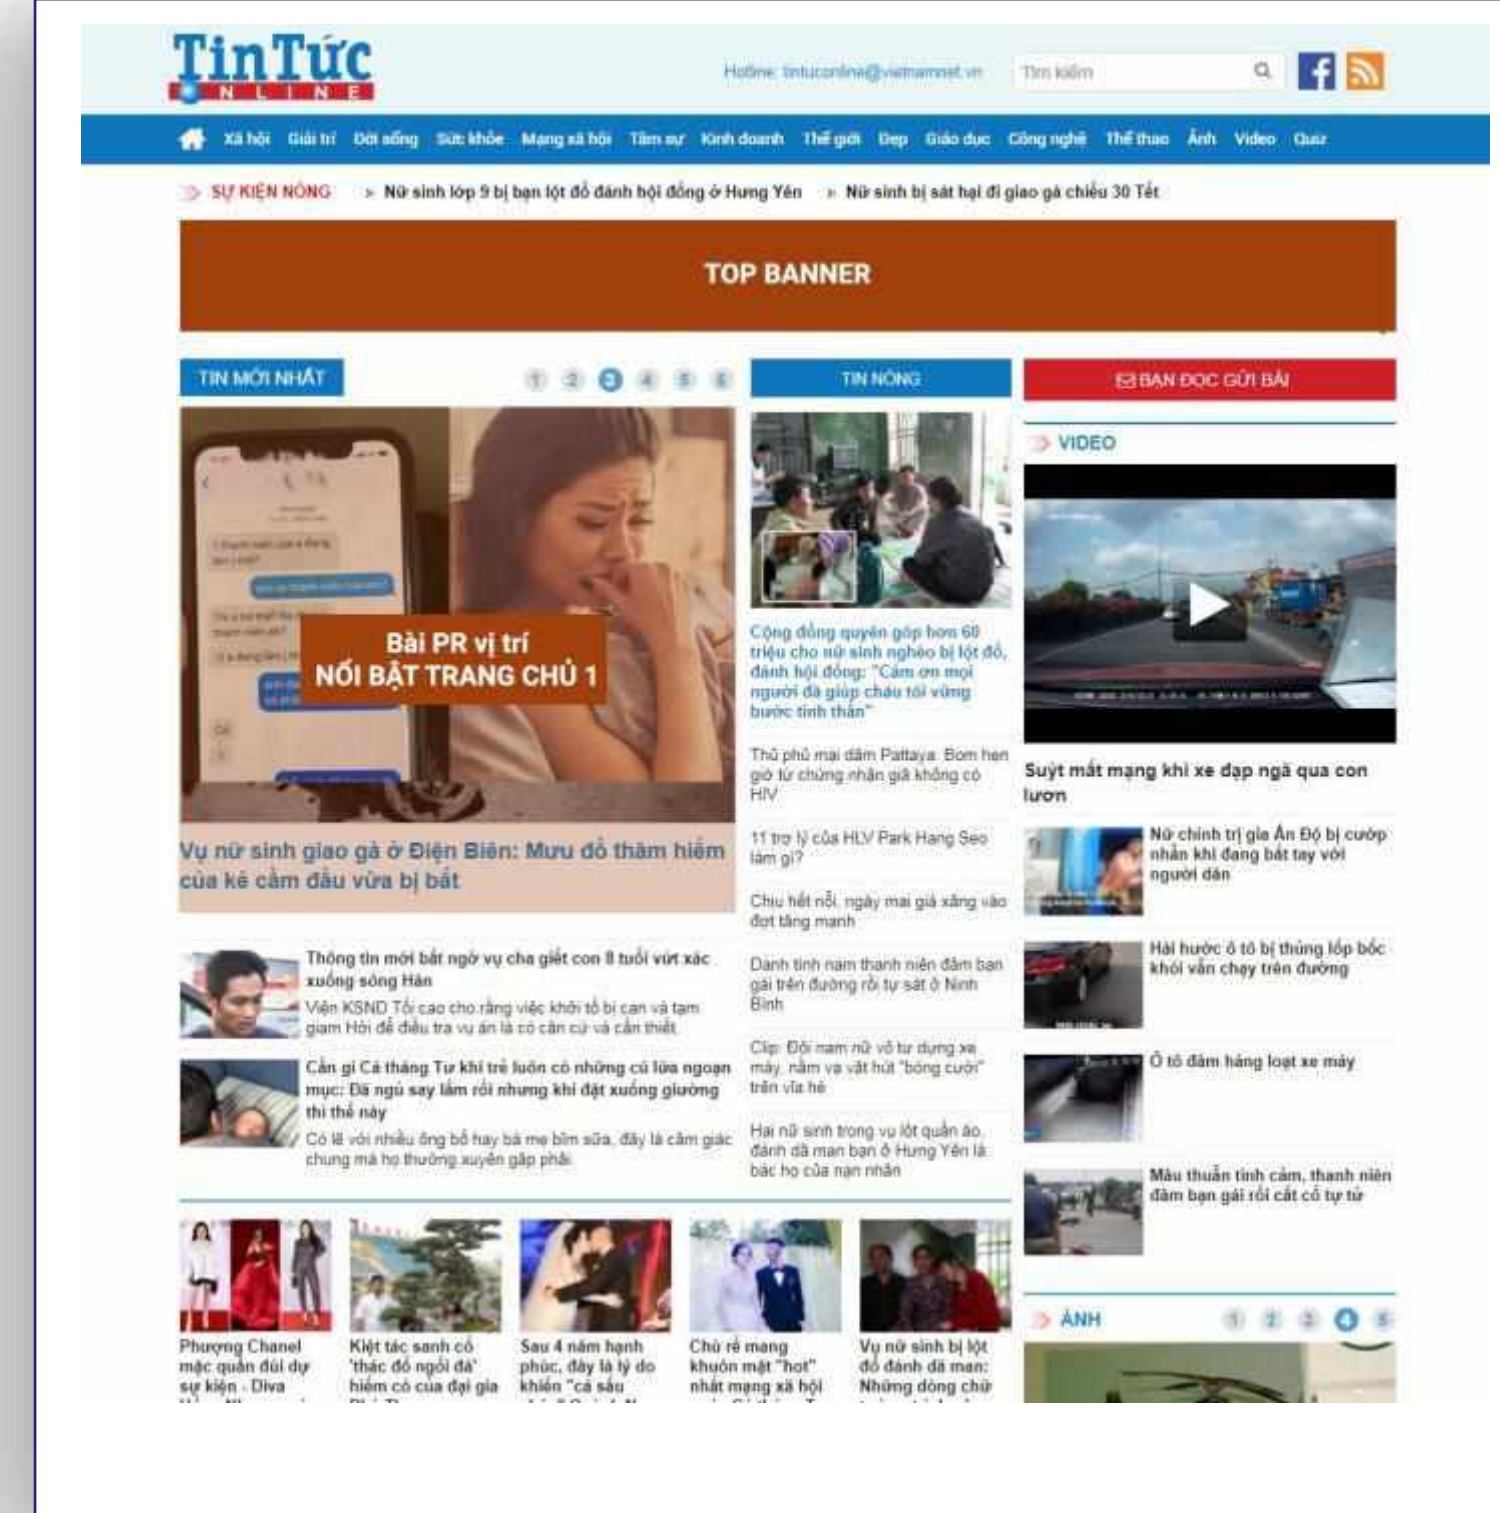 TinTức
ONLINE
Hotline: tintuconline@vietnamnet.vn
Tìm kiếm
Xã hội Giải trí Đời sống Sức khỏe Mạng xã hội Tâm sự Kinh doanh Thế giới Đẹp Giáo dục Công nghệ Thể thao Ảnh Video Quiz
SỰ KIỆN NÓNG » Nữ sinh lớp 9 bị bạn lột đồ đánh hội đồng ở Hưng Yên » Nữ sinh bị sát hại đi giao gà chiều 30 Tết
TOP BANNER
TIN MỚI NHẤT
1 2 3 4 5 6
Bài PR vị trí
NỔI BẬT TRANG CHỦ 1
Vụ nữ sinh giao gà ở Điện Biên: Mưu đồ thâm hiểm
của kẻ cầm đầu vừa bị bắt
Thông tin mới bất ngờ vụ cha giết con 8 tuổi vứt xác
xuống sông Hàn
Viện KSND Tối cao cho rằng việc khởi tố bị can và tạm
giam Hới để điều tra vụ án là có căn cứ và cần thiết.
Cần gì Cá tháng Tư khi trẻ luôn có những cú lừa ngoạn
mục: Đã ngủ say lắm rồi nhưng khi đặt xuống giường
thì thế này
Có lẽ với nhiều ông bố hay bà mẹ bỉm sữa, đây là cảm giác
chung mà họ thường xuyên gặp phải.
TIN NÓNG
Cộng đồng quyên góp hơn 60
triệu cho nữ sinh nghèo bị lột đồ,
đánh hội đồng: "Cảm ơn mọi
người đã giúp cháu tôi vững
bước tinh thần"
Thủ phủ mại dâm Pattaya: Bom hẹn
giờ từ chứng nhận giả không có
HIV
11 trợ lý của HLV Park Hang Seo
làm gì?
Chịu hết nổi, ngày mai giá xăng vào
đợt tăng mạnh
Danh tính nam thanh niên đâm bạn
gái trên đường rồi tự sát ở Ninh
Bình
Clip: Đôi nam nữ vô tư dựng xe
máy, nằm vạ vật hút "bóng cười"
trên vỉa hè
Hai nữ sinh trong vụ lột quần áo,
đánh dã man bạn ở Hưng Yên là
bác họ của nạn nhân
BẠN ĐỌC GỬI BÀI
VIDEO
Suýt mất mạng khi xe đạp ngã qua con
lươn
Nữ chính trị gia Ấn Độ bị cướp
nhẫn khi đang bắt tay với
người dân
Hài hước ô tô bị thủng lốp bốc
khói vẫn chạy trên đường
Ô tô đâm hàng loạt xe máy
Mâu thuẫn tình cảm, thanh niên
đâm bạn gái rồi cắt cổ tự tử
ẢNH
1 2 3 4 5
Phượng Chanel
mặc quần đùi dự
sự kiện - Diva
Kiệt tác sanh cổ
'thác đổ ngồi đá'
hiếm có của đại gia
Sau 4 năm hạnh
phúc, đây là lý do
khiến "cá sấu
Chú rể mang
khuôn mặt "hot"
nhất mạng xã hội
Vụ nữ sinh bị lột
đồ đánh dã man:
Những dòng chữ